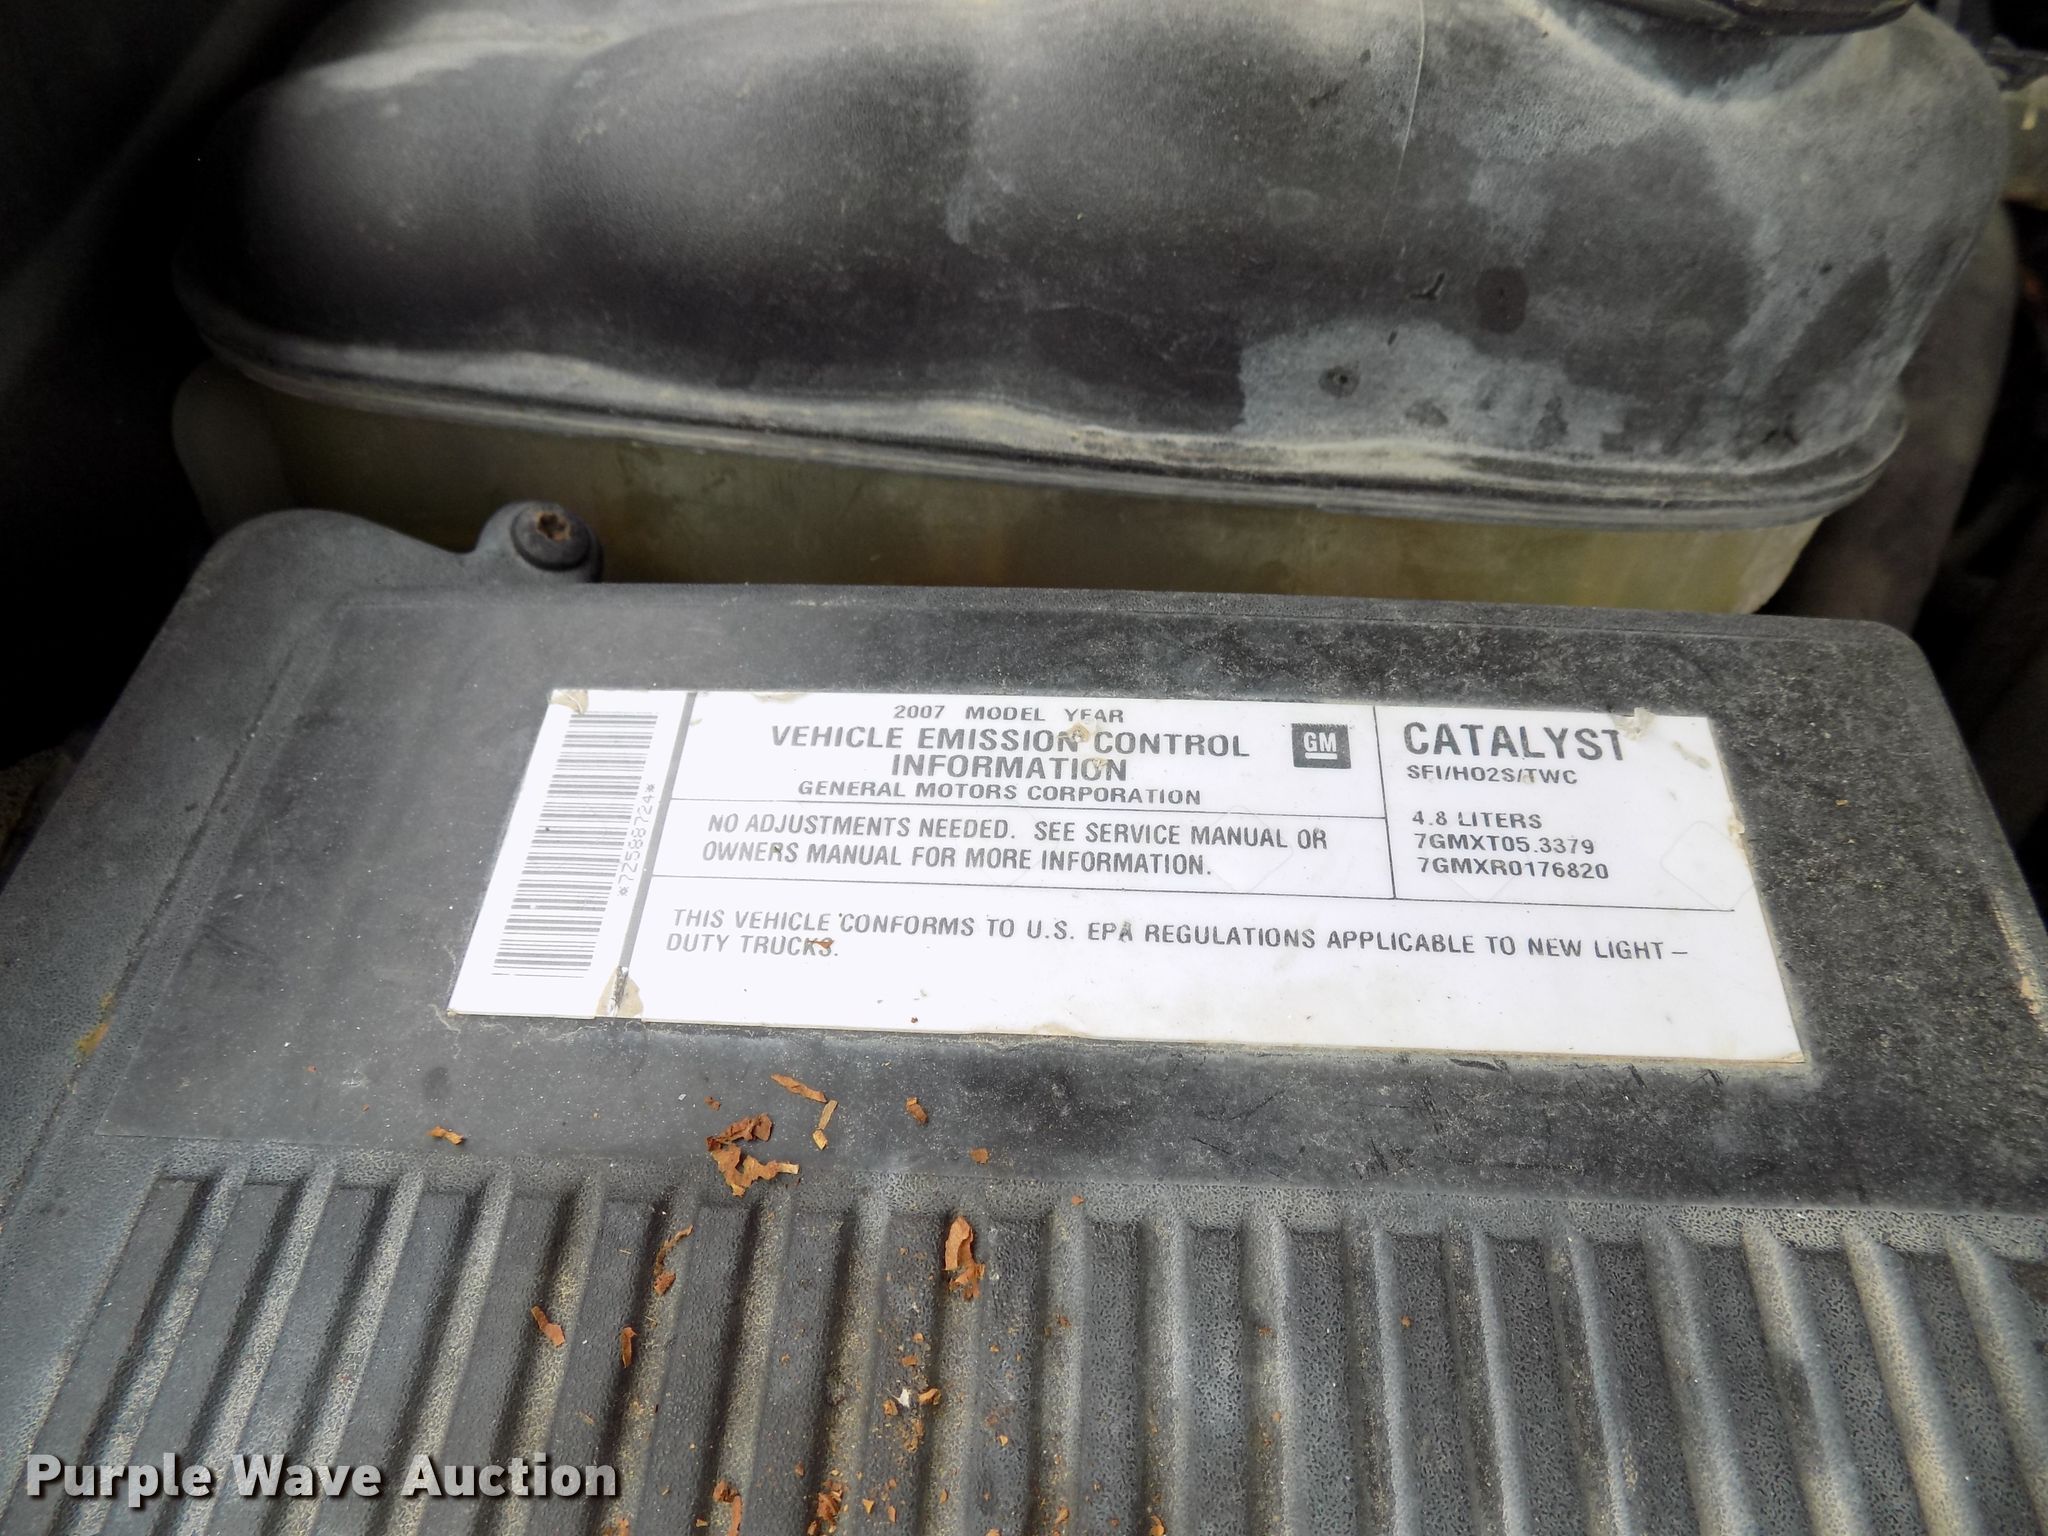 2007 MODEL YEAR
VEHICLE EMISSION CONTROL
INFORMATION
GENERAL MOTORS CORPORATION
GM
NO ADJUSTMENTS NEEDED. SEE SERVICE MANUAL OR
OWNERS MANUAL FOR MORE INFORMATION.
CATALYST
SFI/HO2S/TWC
4.8 LITERS
7GMXT05.3379
7GMXR0176820
THIS VEHICLE CONFORMS TO U.S. EPA REGULATIONS APPLICABLE TO NEW LIGHT-
DUTY TRUCKS.
*72588724*
Purple Wave Auction